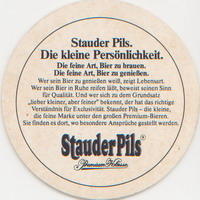 Stauder Pils.
Die kleine Persönlichkeit.
Die feine Art, Bier zu brauen.
Die feine Art, Bier zu genießen.
Wer sein Bier zu genießen weiß, zeigt Lebensart.
Wer sein Bier in Ruhe reifen läßt, beweist seinen Sinn
für Qualität. Und wer sich zu dem Grundsatz
„lieber kleiner, aber feiner" bekennt, der hat das richtige
Verständnis für Exklusivität. Stauder Pils – die kleine,
die feine Marke unter den großen Premium-Bieren.
Sie finden es dort, wo besondere Ansprüche gestellt werden.
Stauder Pils®
Premium-Klasse